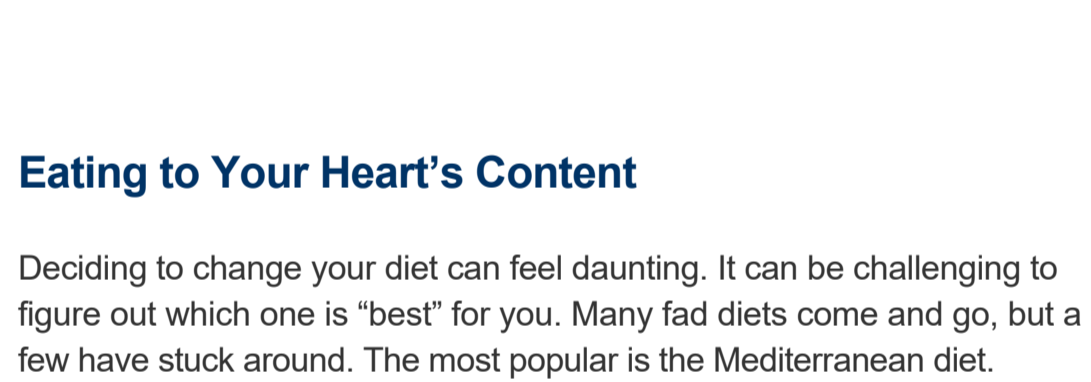 Eating to Your Heart’s Content
Deciding to change your diet can feel daunting. It can be challenging to
figure out which one is “best” for you. Many fad diets come and go, but a
few have stuck around. The most popular is the Mediterranean diet.